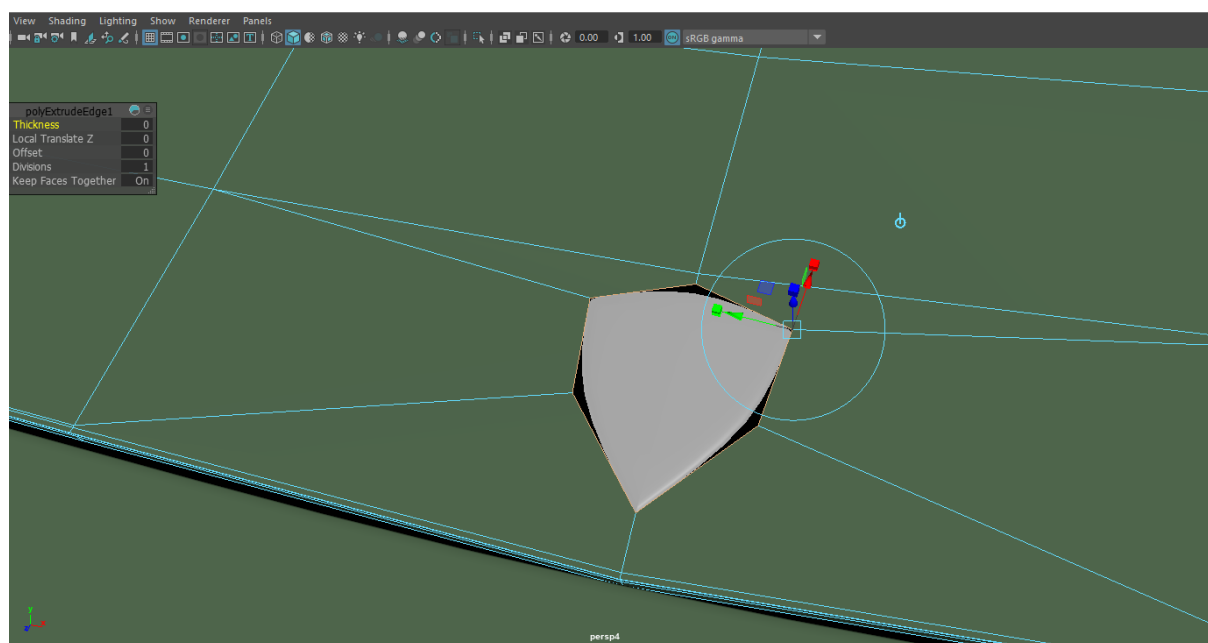 View Shading Lighting Show Renderer Panels
0.00 1.00 sRGB gamma
polyExtrudeEdge1
Thickness 0
Local Translate Z 0
Offset 0
Divisions 1
Keep Faces Together On
y
z x
persp4